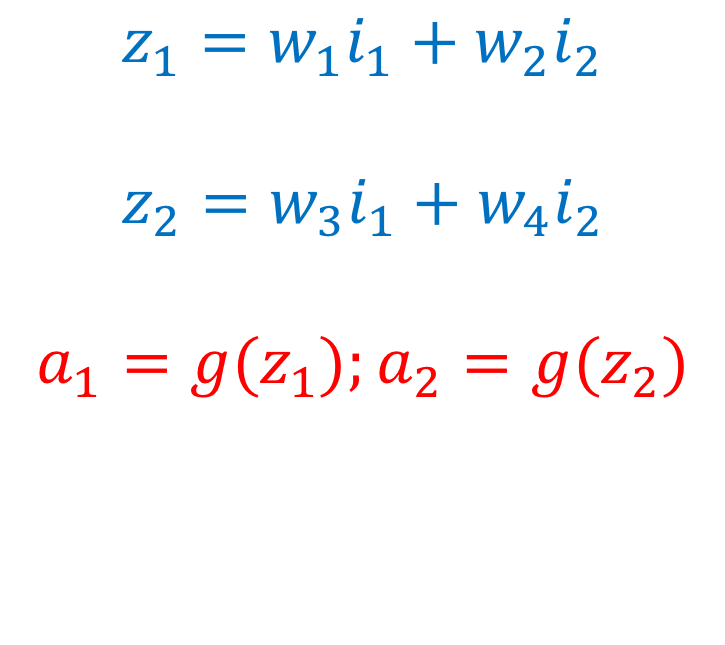 z₁ = w₁i₁ + w₂i₂
z₂ = w₃i₁ + w₄i₂
a₁ = g(z₁); a₂ = g(z₂)